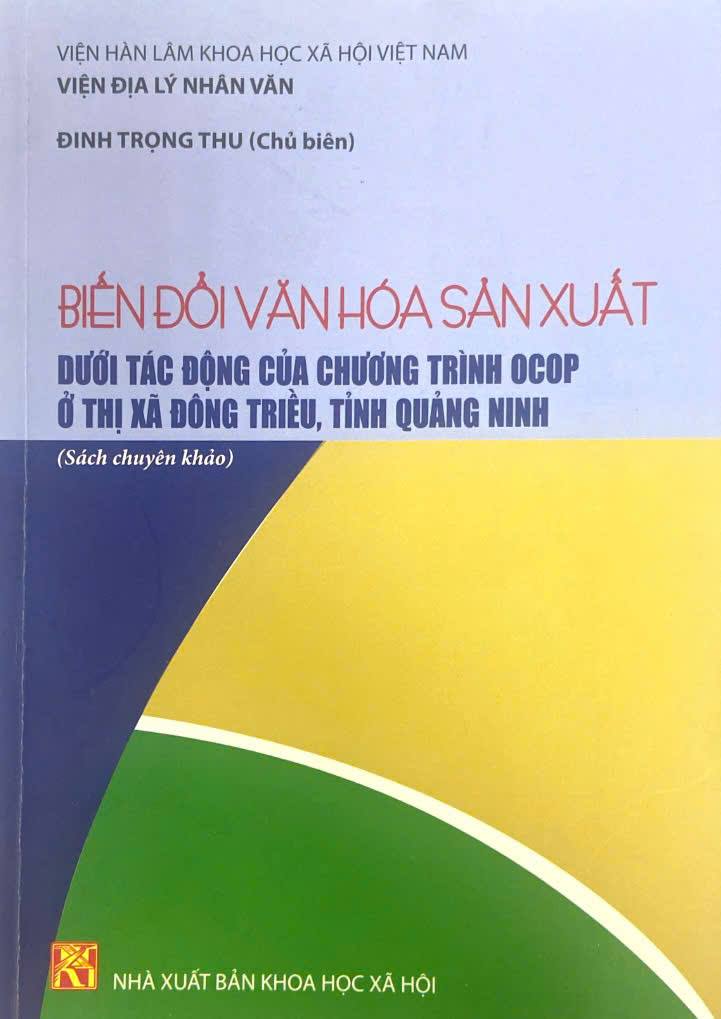 VIỆN HÀN LÂM KHOA HỌC XÃ HỘI VIỆT NAM
VIỆN ĐỊA LÝ NHÂN VĂN
ĐINH TRỌNG THU (Chủ biên)
BIẾN ĐỔI VĂN HÓA SẢN XUẤT
DƯỚI TÁC ĐỘNG CỦA CHƯƠNG TRÌNH OCOP
Ở THỊ XÃ ĐÔNG TRIỀU, TỈNH QUẢNG NINH
(Sách chuyên khảo)
NHÀ XUẤT BẢN KHOA HỌC XÃ HỘI